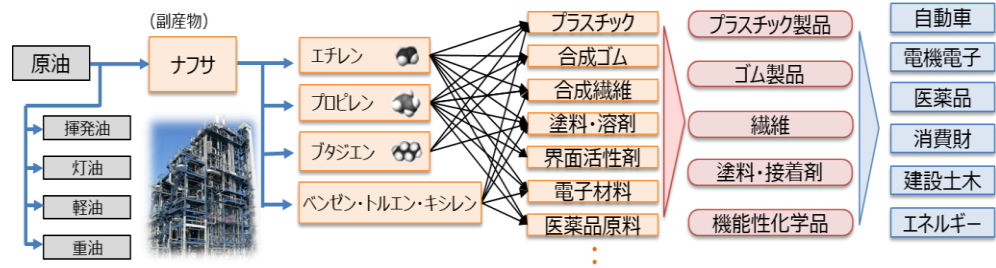 (副産物)
原油
ナフサ
揮発油
灯油
軽油
重油
エチレン
プロピレン
ブタジエン
ベンゼン・トルエン・キシレン
プラスチック
合成ゴム
合成繊維
塗料・溶剤
界面活性剤
電子材料
医薬品原料
プラスチック製品
ゴム製品
繊維
塗料・接着剤
機能性化学品
自動車
電機電子
医薬品
消費財
建設土木
エネルギー